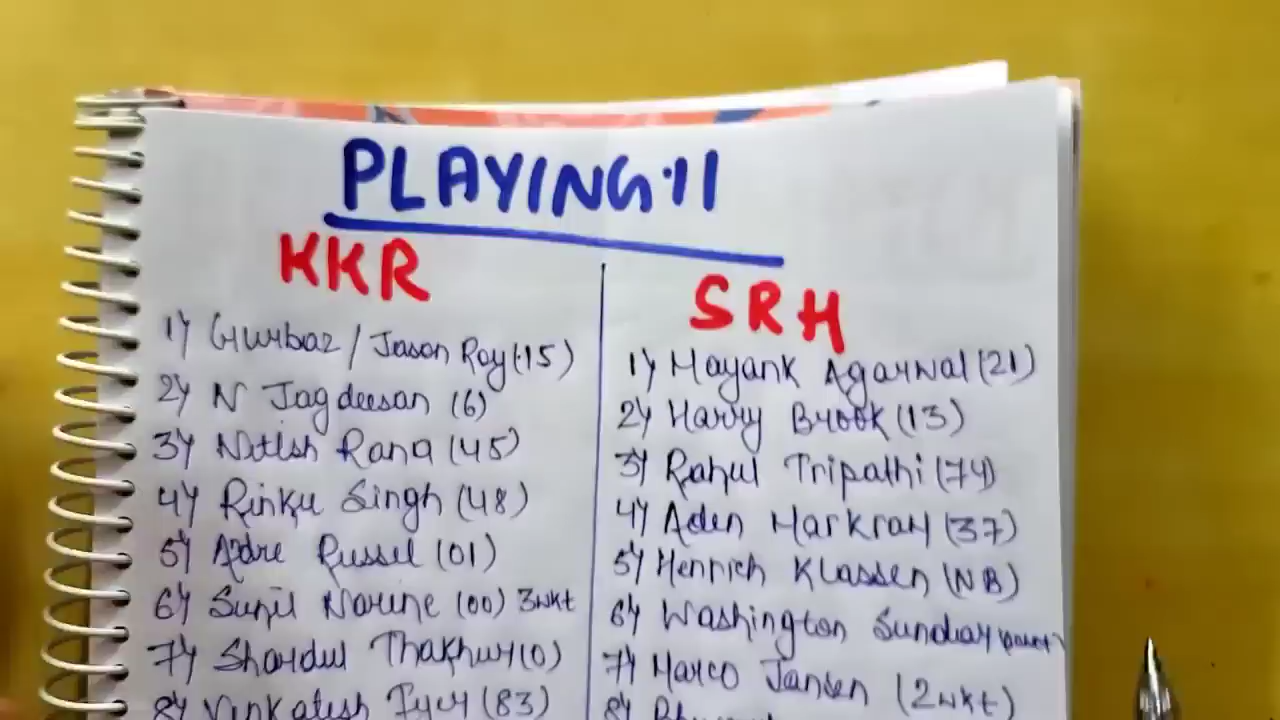 PLAYING·11
KKR
1) Gurbaz / Jason Roy (15)
2) N Jagdeesan (6)
3) Nitish Rana (45)
4) Rinku Singh (48)
5) Andre Russel (01)
6) Sunil Narine (00) 3wkt
7) Shardul Thakhur (0)
8) Venkatesh Iyer (83)
SRH
1) Mayank Agarwal (21)
2) Harry Brook (13)
3) Rahul Tripathi (74)
4) Aden Markram (37)
5) Henrich Klassen (NB)
6) Washington Sundar
7) Marco Jansen (2wkt)
8)